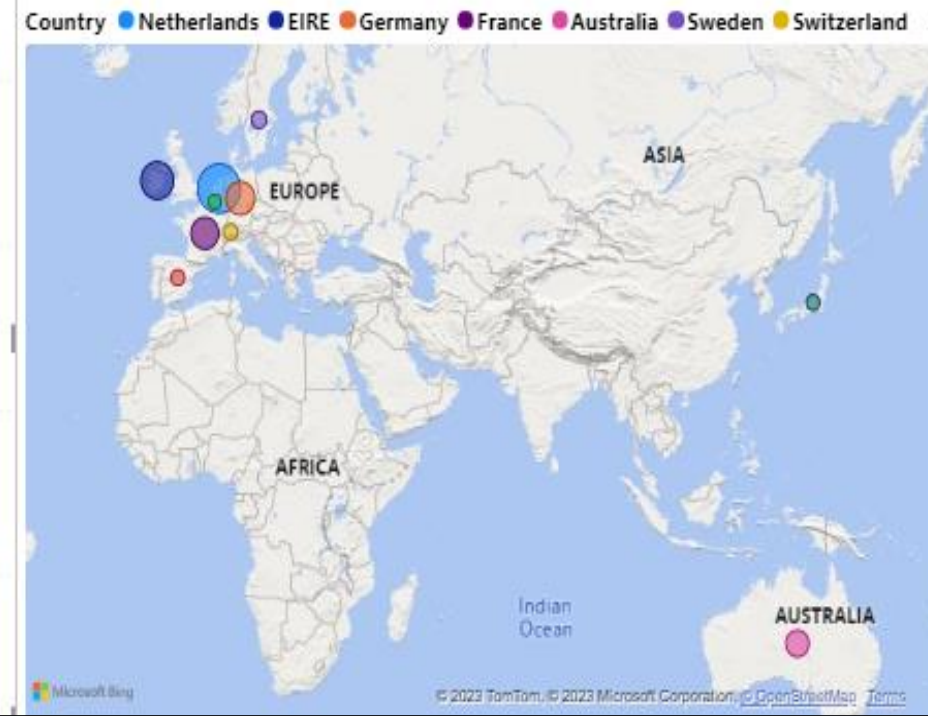 Country Netherlands EIRE Germany France Australia Sweden Switzerland
ASIA
EUROPE
AFRICA
Indian
Ocean
AUSTRALIA
Microsoft Bing
© 2023 TomTom, © 2023 Microsoft Corporation, © OpenStreetMap Terms